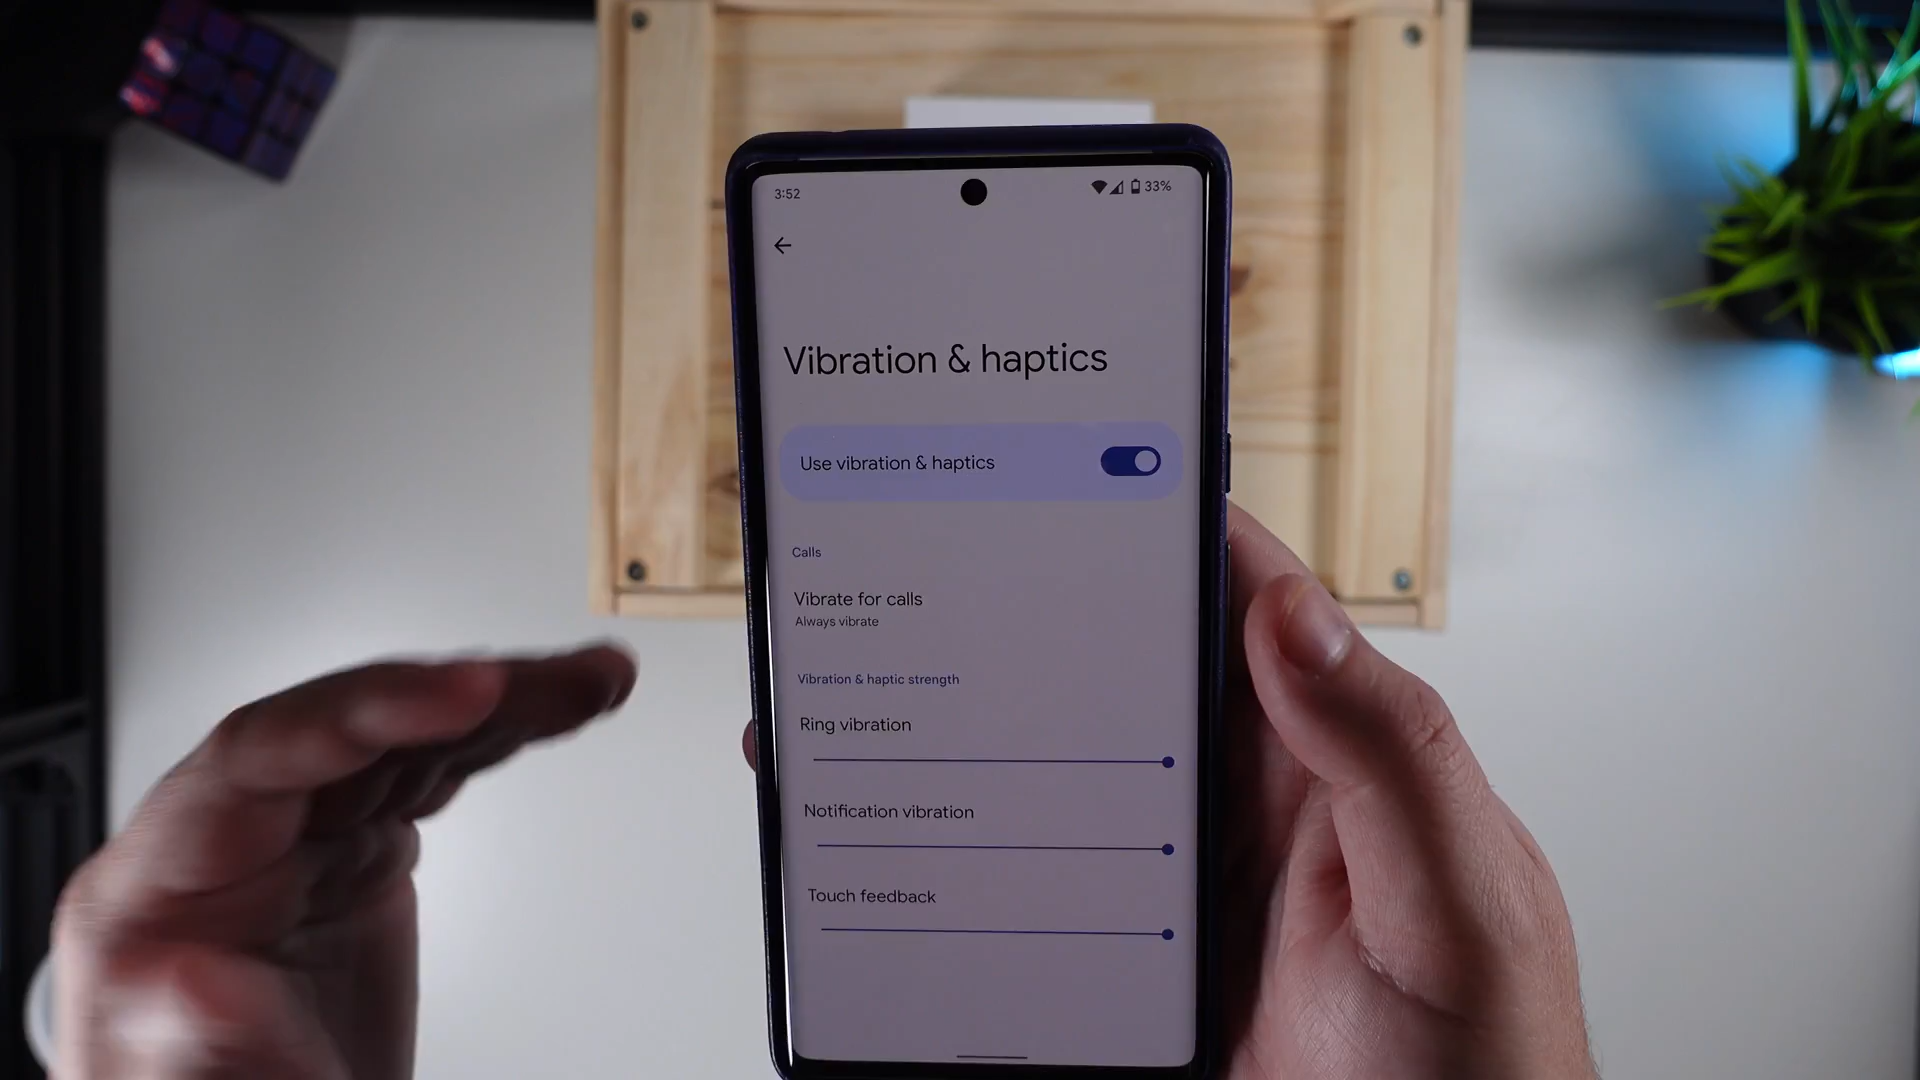 3:52
33%
Vibration & haptics
Use vibration & haptics
Calls
Vibrate for calls
Always vibrate
Vibration & haptic strength
Ring vibration
Notification vibration
Touch feedback